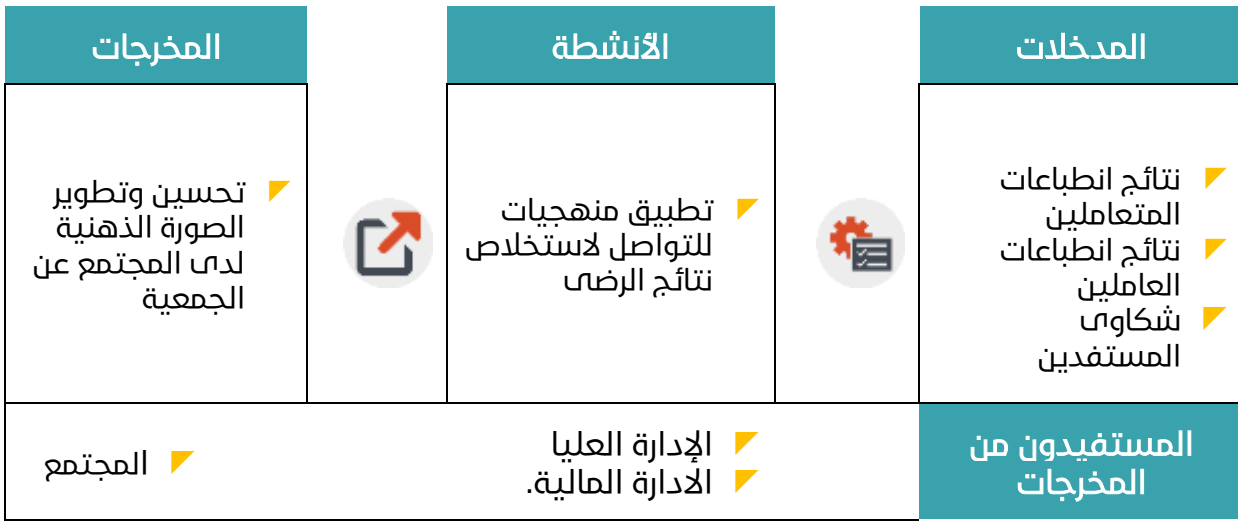 المدخلات
الأنشطة
المخرجات
نتائج انطباعات
المتعاملين
نتائج انطباعات
العاملين
شكاوى
المستفدين
تطبيق منهجيات
للتواصل لاستخلاص
نتائج الرضى
تحسين وتطوير
الصورة الذهنية
لدى المجتمع عن
الجمعية
المستفيدون من
المخرجات
الإدارة العليا
الادارة المالية.
المجتمع